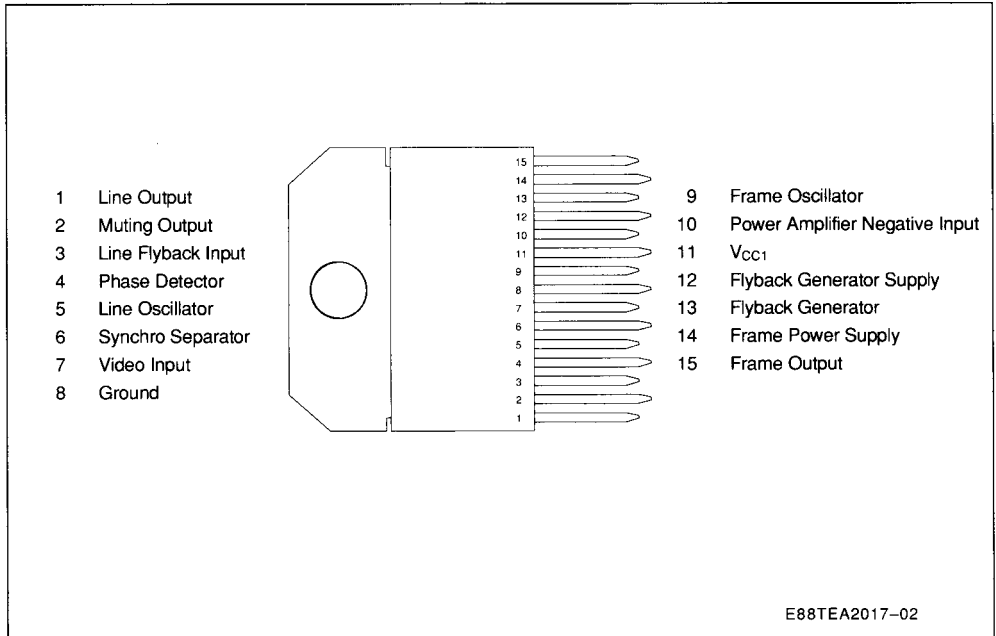 1 Line Output
2 Muting Output
3 Line Flyback Input
4 Phase Detector
5 Line Oscillator
6 Synchro Separator
7 Video Input
8 Ground
15
14
13
12
10
11
9
8
7
6
5
4
3
2
1
9 Frame Oscillator
10 Power Amplifier Negative Input
11 VCC1
12 Flyback Generator Supply
13 Flyback Generator
14 Frame Power Supply
15 Frame Output
E88TEA2017-02